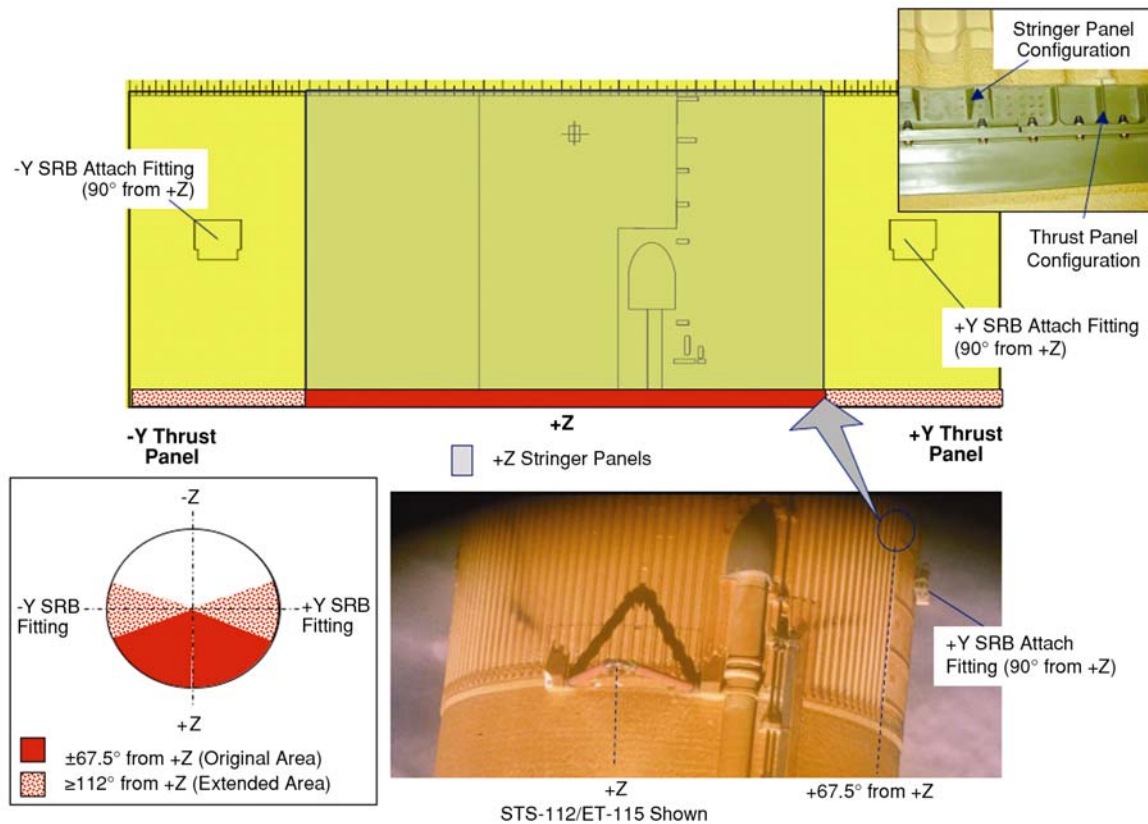 Stringer Panel
Configuration
-Y SRB Attach Fitting
(90° from +Z)
Thrust Panel
Configuration
+Y SRB Attach Fitting
(90° from +Z)
-Y Thrust
Panel
+Z
+Y Thrust
Panel
+Z Stringer Panels
-Z
-Y SRB
Fitting
+Y SRB
Fitting
+Z
±67.5° from +Z (Original Area)
≥112° from +Z (Extended Area)
+Y SRB Attach
Fitting (90° from +Z)
+Z
+67.5° from +Z
STS-112/ET-115 Shown